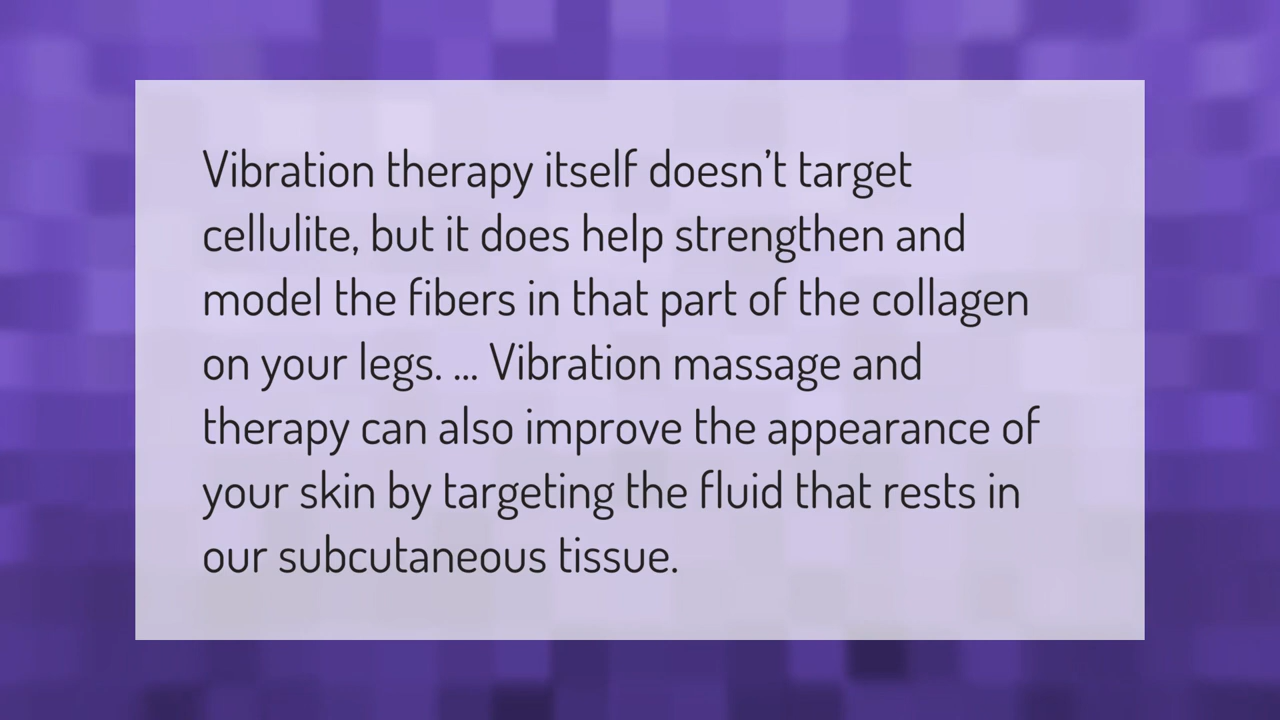 Vibration therapy itself doesn’t target
cellulite, but it does help strengthen and
model the fibers in that part of the collagen
on your legs. ... Vibration massage and
therapy can also improve the appearance of
your skin by targeting the fluid that rests in
our subcutaneous tissue.